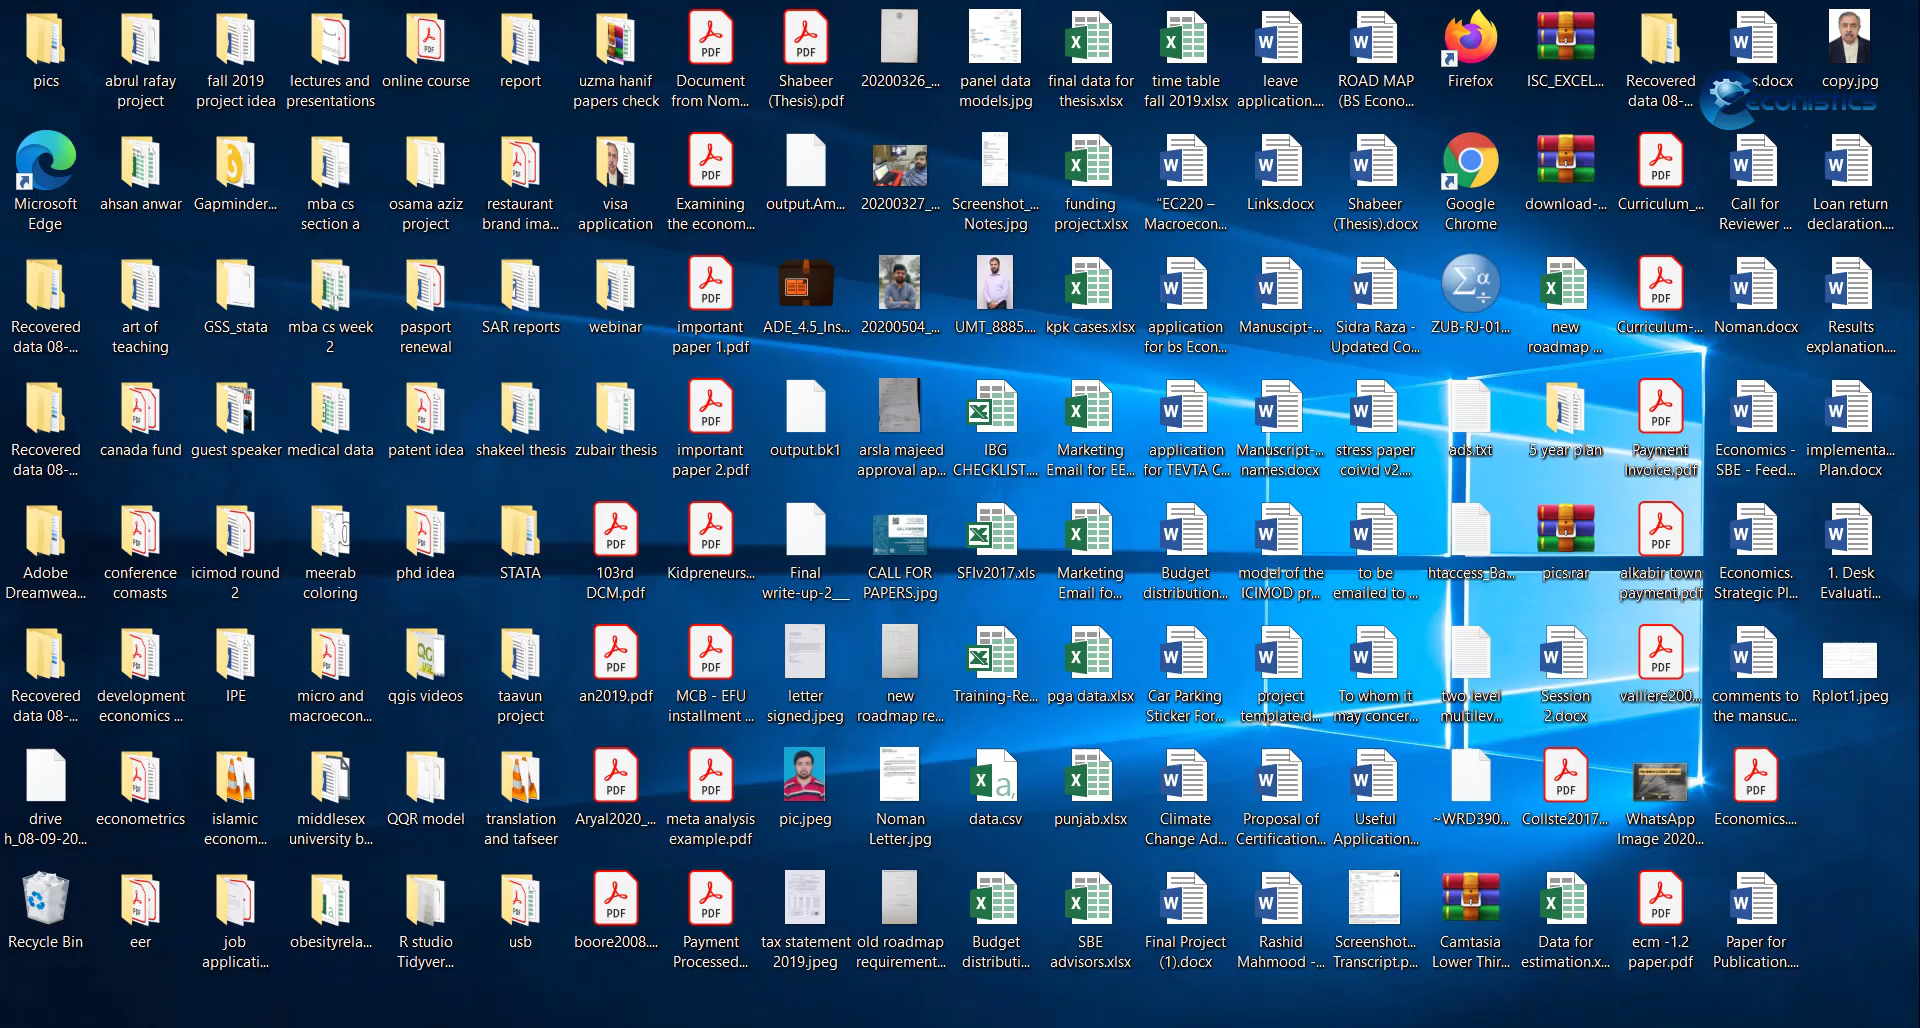 pics
abrul rafay
project
fall 2019
project idea
lectures and
presentations
online course
report
uzma hanif
papers check
Document
from Nom...
Shabeer
(Thesis).pdf
20200326_...
panel data
models.jpg
final data for
thesis.xlsx
time table
fall 2019.xlsx
leave
application....
ROAD MAP
(BS Econo...
Firefox
ISC_EXCEL...
Recovered
data 08-...
s.docx
copy.jpg
econistics
Microsoft
Edge
ahsan anwar
Gapminder...
mba cs
section a
osama aziz
project
restaurant
brand ima...
visa
application
Examining
the econom...
output.Am...
20200327_...
Screenshot_...
Notes.jpg
funding
project.xlsx
“EC220 –
Macroecon...
Links.docx
Shabeer
(Thesis).docx
Google
Chrome
download-...
Curriculum_...
Call for
Reviewer ...
Loan return
declaration....
Recovered
data 08-...
art of
teaching
GSS_stata
mba cs week
2
pasport
renewal
SAR reports
webinar
important
paper 1.pdf
ADE_4.5_Ins...
20200504_...
UMT_8885....
kpk cases.xlsx
application
for bs Econ...
Manuscipt-...
Sidra Raza -
Updated Co...
ZUB-RJ-01...
new
roadmap ...
Curriculum-...
Noman.docx
Results
explanation....
Recovered
data 08-...
canada fund
guest speaker
medical data
patent idea
shakeel thesis
zubair thesis
important
paper 2.pdf
output.bk1
arsla majeed
approval ap...
IBG
CHECKLIST....
Marketing
Email for EE...
application
for TEVTA C...
Manuscript-...
names.docx
stress paper
coivid v2....
ads.txt
5 year plan
Payment
Invoice.pdf
Economics -
SBE - Feed...
implementa...
Plan.docx
Adobe
Dreamwea...
conference
comasts
icimod round
2
meerab
coloring
phd idea
STATA
103rd
DCM.pdf
Kidpreneurs...
Final
write-up-2__
CALL FOR
PAPERS.jpg
SFIv2017.xls
Marketing
Email fo...
Budget
distribution...
model of the
ICIMOD pr...
to be
emailed to ...
htaccess_Ba...
pics.rar
alkabir town
payment.pdf
Economics.
Strategic Pl...
1. Desk
Evaluati...
Recovered
data 08-...
development
economics ...
IPE
micro and
macroecon...
qgis videos
taavun
project
an2019.pdf
MCB - EFU
installment ...
letter
signed.jpeg
new
roadmap re...
Training-Re...
pga data.xlsx
Car Parking
Sticker For...
project
template.d...
To whom it
may concer...
two level
multilev...
Session
2.docx
valliere200...
comments to
the mansuc...
Rplot1.jpeg
drive
h_08-09-20...
econometrics
islamic
econom...
middlesex
university b...
QQR model
translation
and tafseer
Aryal2020_...
meta analysis
example.pdf
pic.jpeg
Noman
Letter.jpg
data.csv
punjab.xlsx
Climate
Change Ad...
Proposal of
Certification...
Useful
Application...
~WRD390...
Collste2017...
WhatsApp
Image 2020...
Economics....
Recycle Bin
eer
job
applicati...
obesityrela...
R studio
Tidyver...
usb
boore2008....
Payment
Processed...
tax statement
2019.jpeg
old roadmap
requirement...
Budget
distributi...
SBE
advisors.xlsx
Final Project
(1).docx
Rashid
Mahmood -...
Screenshot...
Transcript.p...
Camtasia
Lower Thir...
Data for
estimation.x...
ecm -1.2
paper.pdf
Paper for
Publication....